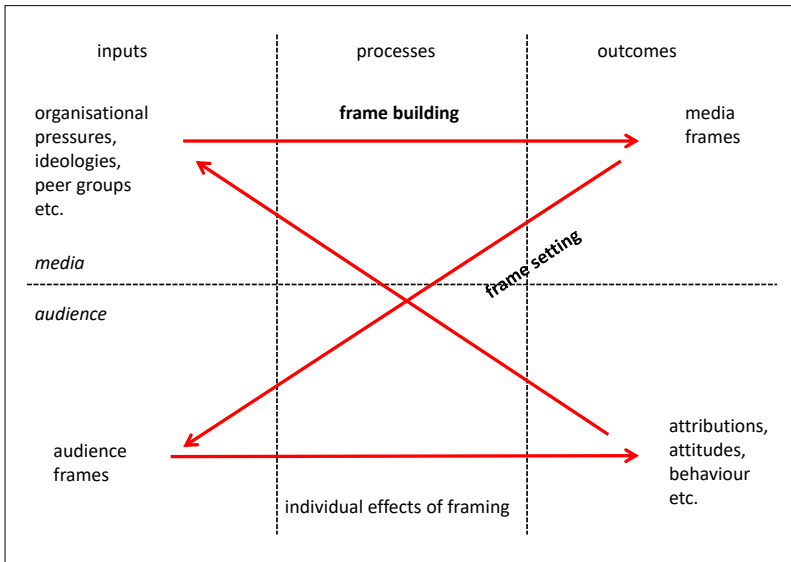 inputs
processes
outcomes
organisational
pressures,
ideologies,
peer groups
etc.
frame building
media
frames
media
frame setting
audience
audience
frames
attributions,
attitudes,
behaviour
etc.
individual effects of framing